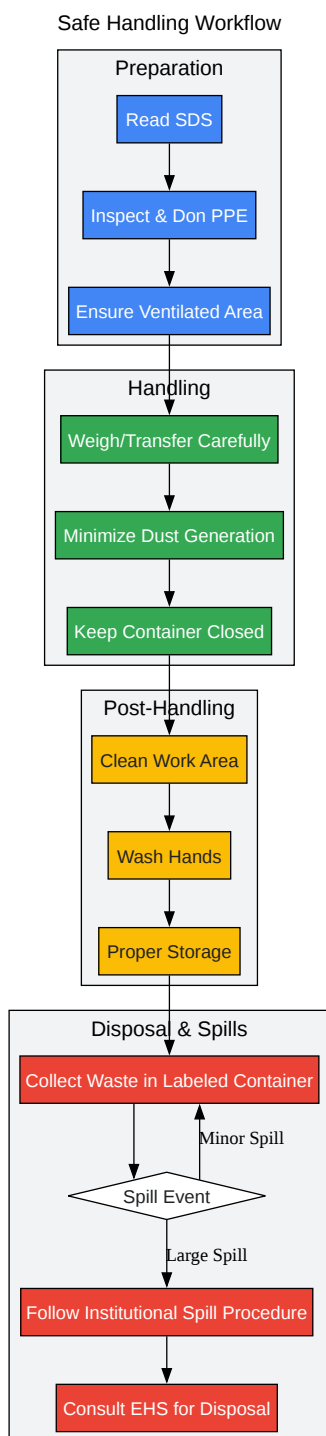 Safe Handling Workflow
Preparation
Read SDS
Inspect & Don PPE
Ensure Ventilated Area
Handling
Weigh/Transfer Carefully
Minimize Dust Generation
Keep Container Closed
Post-Handling
Clean Work Area
Wash Hands
Proper Storage
Disposal & Spills
Collect Waste in Labeled Container
Minor Spill
Spill Event
Large Spill
Follow Institutional Spill Procedure
Consult EHS for Disposal